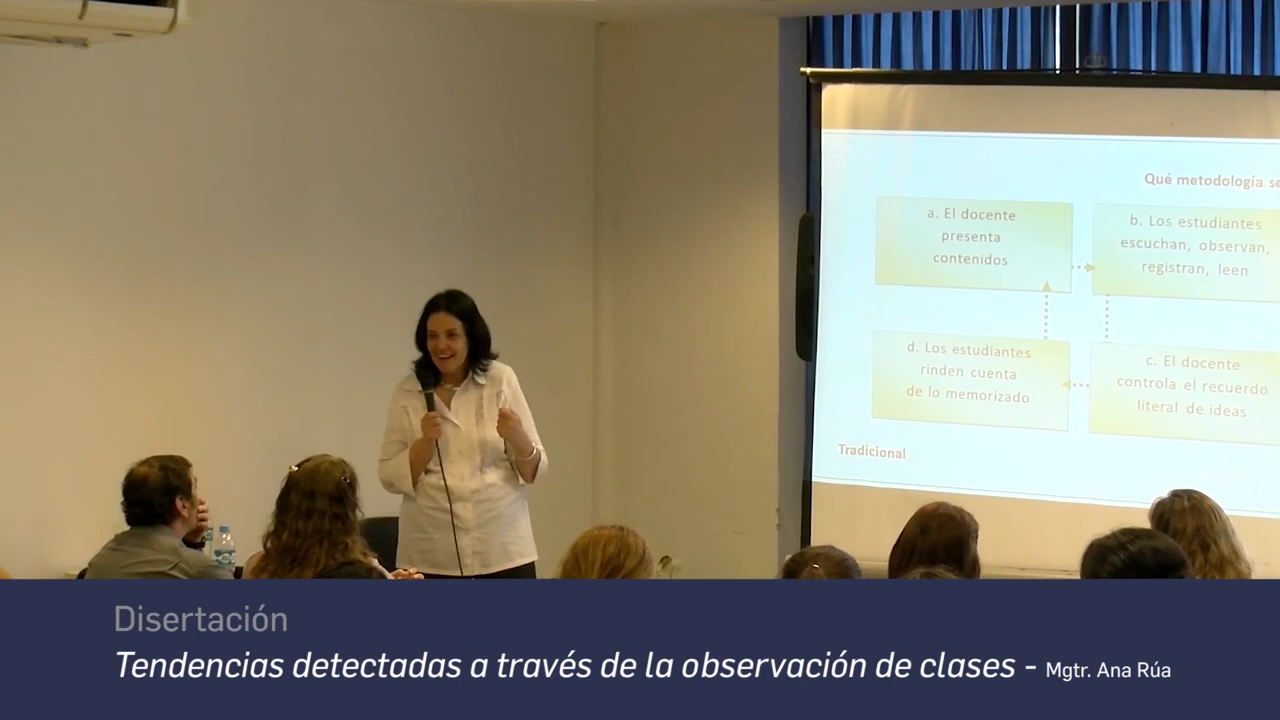 Qué metodología
a. El docente
presenta
contenidos
b. Los estudiantes
escuchan, observan,
registran, leen
d. Los estudiantes
rinden cuenta
de lo memorizado
c. El docente
controla el recuerdo
literal de ideas
Tradicional
Disertación
Tendencias detectadas a través de la observación de clases - Mgtr. Ana Rúa